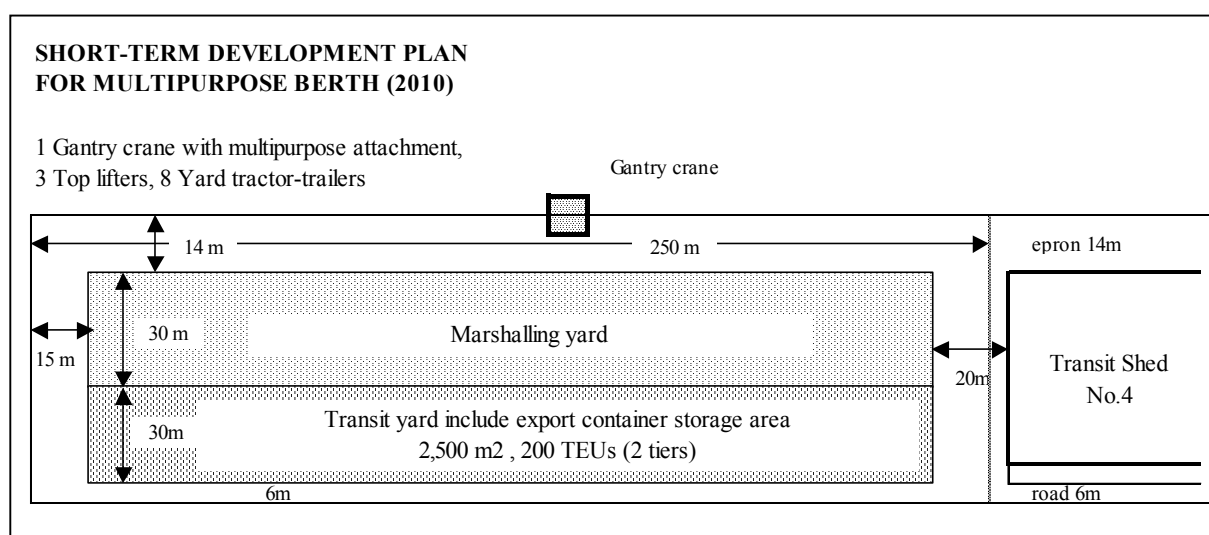 SHORT-TERM DEVELOPMENT PLAN
FOR MULTIPURPOSE BERTH (2010)
1 Gantry crane with multipurpose attachment,
3 Top lifters, 8 Yard tractor-trailers
Gantry crane
14 m
250 m
epron 14m
30 m
Marshalling yard
15 m
20m
Transit Shed
No.4
30m
Transit yard include export container storage area
2,500 m2 , 200 TEUs (2 tiers)
6m
road 6m